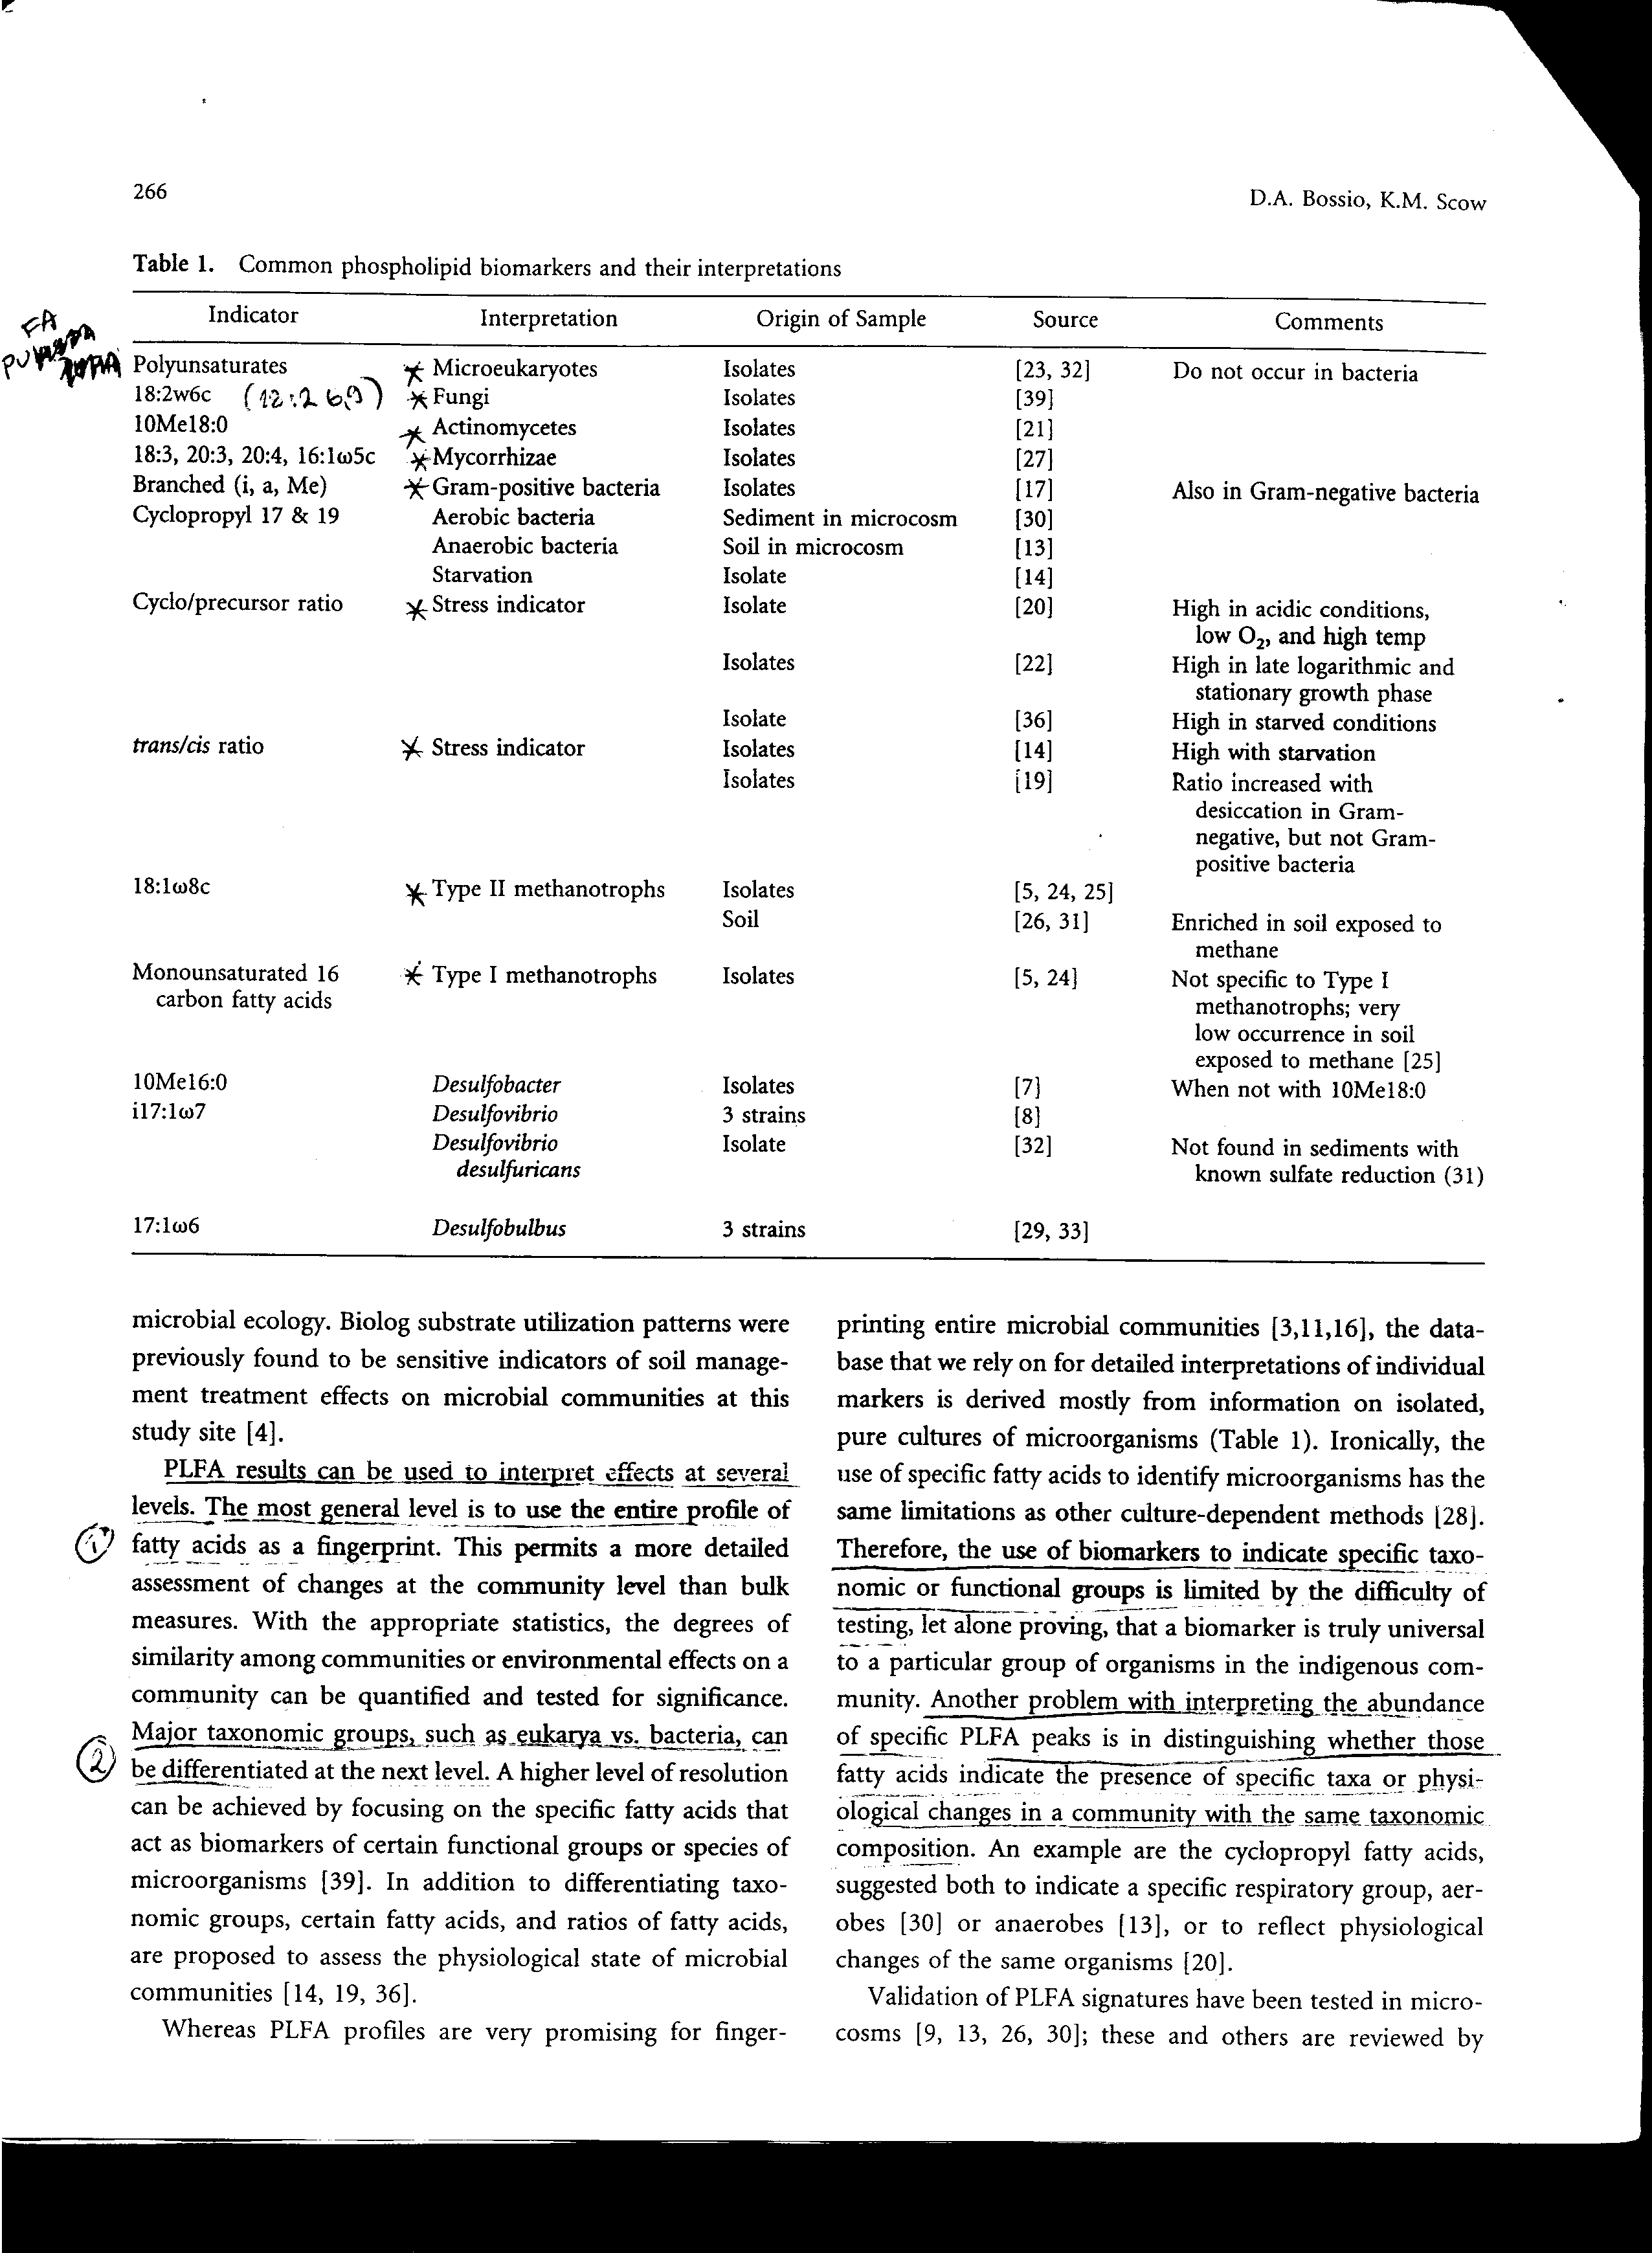 266
D.A. Bossio, K.M. Scow
Table 1. Common phospholipid biomarkers and their interpretations
Indicator Interpretation Origin of Sample Source Comments
FA
Polyunsaturates * Microeukaryotes Isolates [23, 32] Do not occur in bacteria
18:2w6c * Fungi Isolates [39]
10Me18:0 * Actinomycetes Isolates [21]
18:3, 20:3, 20:4, 16:1ω5c * Mycorrhizae Isolates [27]
Branched (i, a, Me) * Gram-positive bacteria Isolates [17] Also in Gram-negative bacteria
Cyclopropyl 17 & 19 Aerobic bacteria Sediment in microcosm [30]
Anaerobic bacteria Soil in microcosm [13]
Starvation Isolate [14]
Cyclo/precursor ratio * Stress indicator Isolate [20] High in acidic conditions,
low O₂, and high temp
Isolates [22] High in late logarithmic and
stationary growth phase
Isolate [36] High in starved conditions
trans/cis ratio * Stress indicator Isolates [14] High with starvation
Isolates [19] Ratio increased with
desiccation in Gram-
negative, but not Gram-
positive bacteria
18:1ω8c * Type II methanotrophs Isolates [5, 24, 25]
Soil [26, 31] Enriched in soil exposed to
methane
Monounsaturated 16 * Type I methanotrophs Isolates [5, 24] Not specific to Type I
carbon fatty acids methanotrophs; very
low occurrence in soil
exposed to methane [25]
10Me16:0 Desulfobacter Isolates [7] When not with 10Me18:0
i17:1ω7 Desulfovibrio 3 strains [8]
Desulfovibrio Isolate [32] Not found in sediments with
desulfuricans known sulfate reduction (31)
17:1ω6 Desulfobulbus 3 strains [29, 33]
microbial ecology. Biolog substrate utilization patterns were
previously found to be sensitive indicators of soil manage-
ment treatment effects on microbial communities at this
study site [4].
PLFA results can be used to interpret effects at several
levels. The most general level is to use the entire profile of
1 fatty acids as a fingerprint. This permits a more detailed
assessment of changes at the community level than bulk
measures. With the appropriate statistics, the degrees of
similarity among communities or environmental effects on a
community can be quantified and tested for significance.
Major taxonomic groups, such as eukarya vs. bacteria, can
2 be differentiated at the next level. A higher level of resolution
can be achieved by focusing on the specific fatty acids that
act as biomarkers of certain functional groups or species of
microorganisms [39]. In addition to differentiating taxo-
nomic groups, certain fatty acids, and ratios of fatty acids,
are proposed to assess the physiological state of microbial
communities [14, 19, 36].
Whereas PLFA profiles are very promising for finger-
printing entire microbial communities [3,11,16], the data-
base that we rely on for detailed interpretations of individual
markers is derived mostly from information on isolated,
pure cultures of microorganisms (Table 1). Ironically, the
use of specific fatty acids to identify microorganisms has the
same limitations as other culture-dependent methods [28].
Therefore, the use of biomarkers to indicate specific taxo-
nomic or functional groups is limited by the difficulty of
testing, let alone proving, that a biomarker is truly universal
to a particular group of organisms in the indigenous com-
munity. Another problem with interpreting the abundance
of specific PLFA peaks is in distinguishing whether those
fatty acids indicate the presence of specific taxa or physi-
ological changes in a community with the same taxonomic
composition. An example are the cyclopropyl fatty acids,
suggested both to indicate a specific respiratory group, aer-
obes [30] or anaerobes [13], or to reflect physiological
changes of the same organisms [20].
Validation of PLFA signatures have been tested in micro-
cosms [9, 13, 26, 30]; these and others are reviewed by